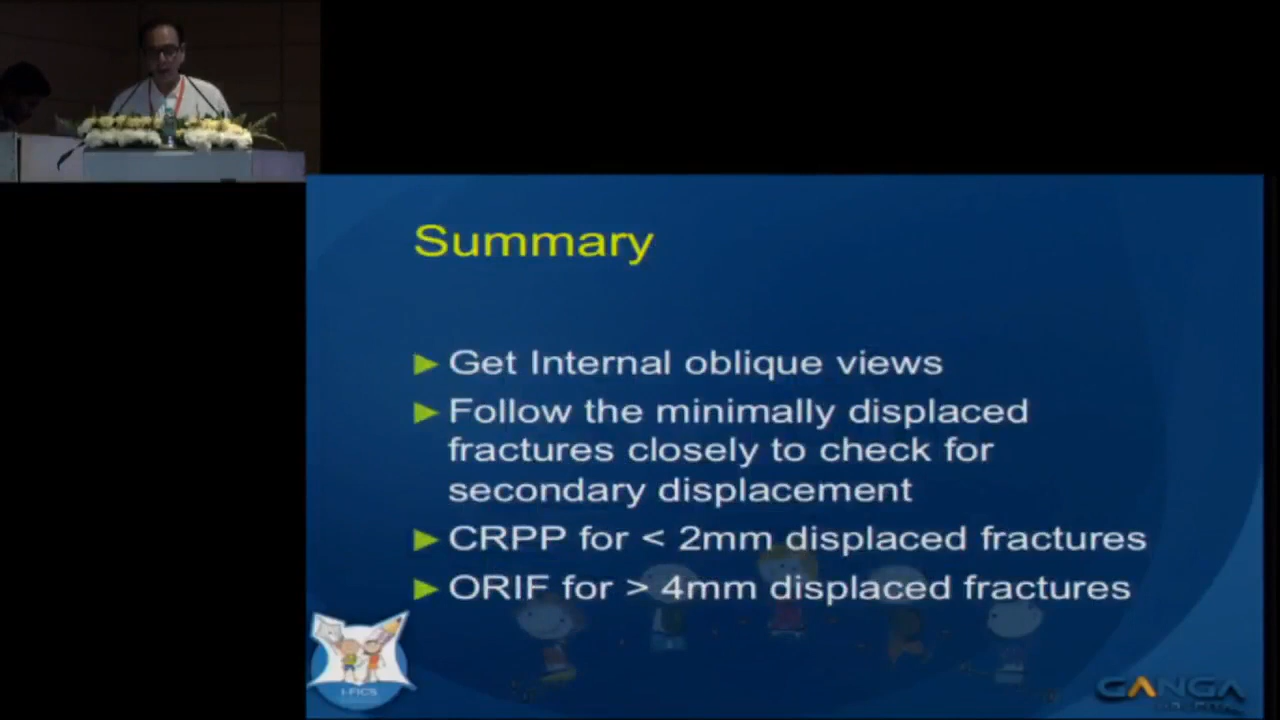 Summary
Get Internal oblique views
Follow the minimally displaced
fractures closely to check for
secondary displacement
CRPP for < 2mm displaced fractures
ORIF for > 4mm displaced fractures
I-FICS
GANGA